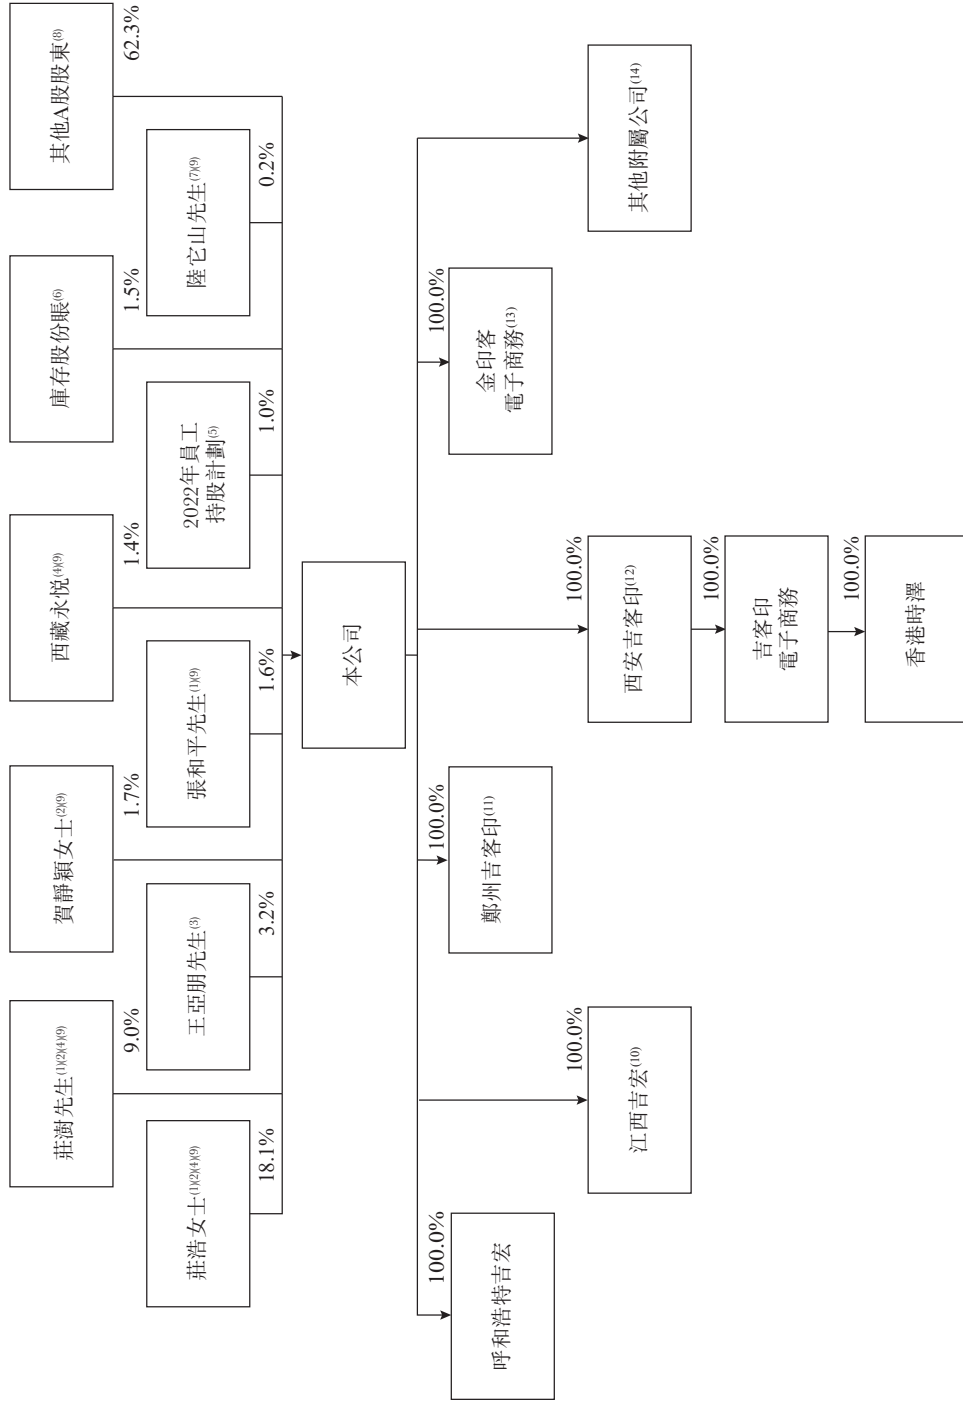 莊澍先生(1)(2)(4)(9)
9.0%
賀靜穎女士(2)(9)
1.7%
西藏永悅(4)(9)
1.4%
庫存股份賬(6)
1.5%
其他A股股東(8)
62.3%
莊浩女士(1)(2)(4)(9)
18.1%
王亞朋先生(3)
3.2%
張和平先生(1)(9)
1.6%
2022年員工
持股計劃(5)
1.0%
陸它山先生(7)(9)
0.2%
本公司
100.0%
呼和浩特吉宏
100.0%
鄭州吉客印(11)
100.0%
金印客
電子商務(13)
100.0%
江西吉宏(10)
100.0%
西安吉客印(12)
其他附屬公司(14)
100.0%
吉客印
電子商務
100.0%
香港時澤